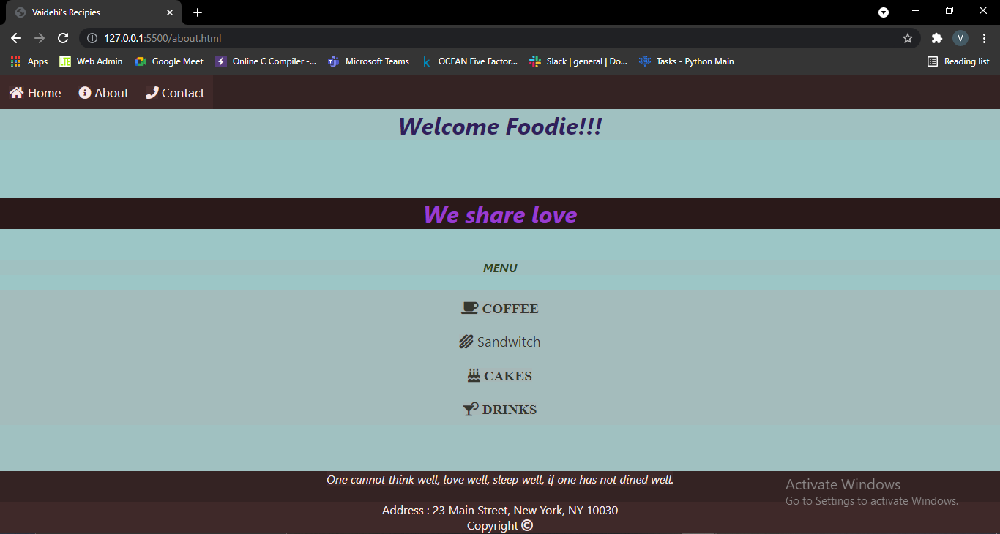 Vaidehi's Recipies
127.0.0.1:5500/about.html
V
Apps LTE Web Admin Google Meet Online C Compiler -... Microsoft Teams k OCEAN Five Factor... Slack | general | Do... Tasks - Python Main Reading list
Home About Contact
Welcome Foodie!!!
We share love
MENU
COFFEE
Sandwitch
CAKES
DRINKS
One cannot think well, love well, sleep well, if one has not dined well.
Activate Windows
Go to Settings to activate Windows.
Address : 23 Main Street, New York, NY 10030
Copyright ©